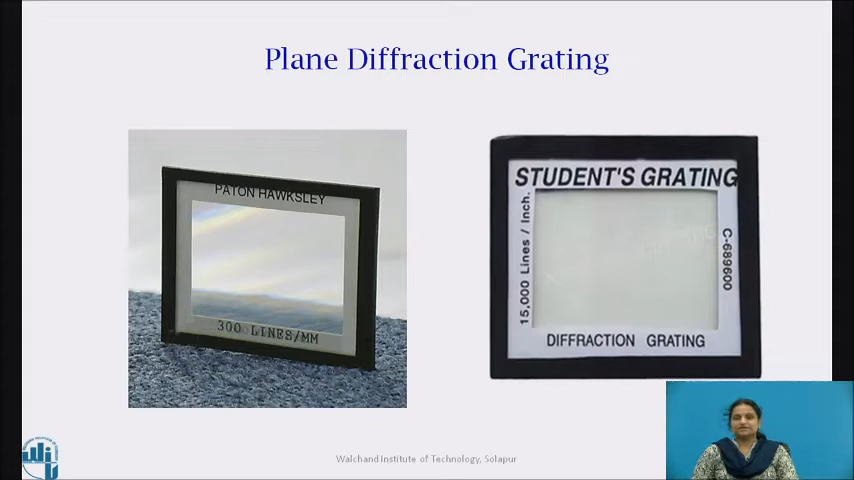 Plane Diffraction Grating
PATON HAWKSLEY
300 LINES/MM
STUDENT'S GRATING
15,000 Lines / Inch.
C-689600
DIFFRACTION GRATING
Walchand Institute of Technology, Solapur